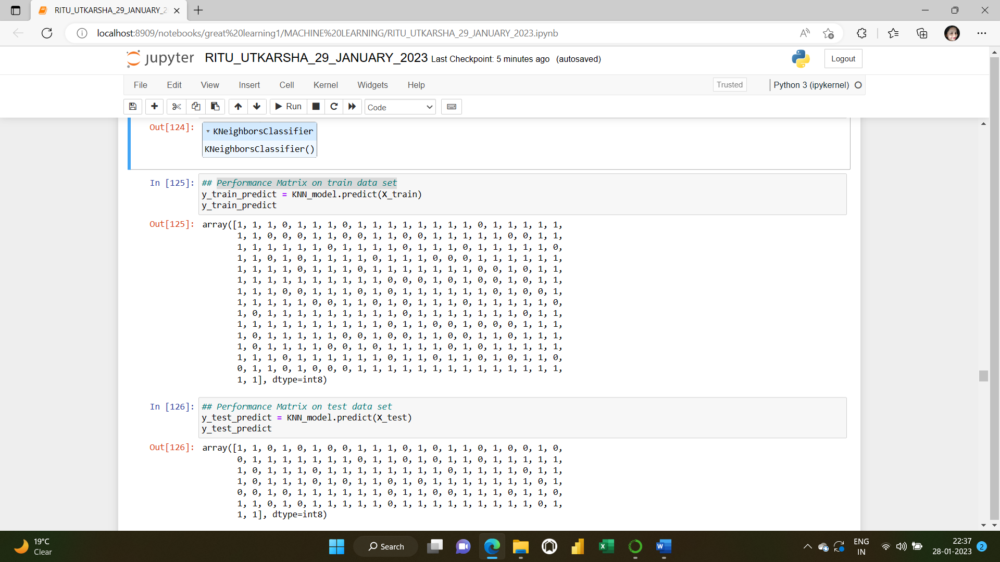 RITU_UTKARSHA_29_JANUARY_2
localhost:8909/notebooks/great%20learning1/MACHINE%20LEARNING/RITU_UTKARSHA_29_JANUARY_2023.ipynb
jupyter RITU_UTKARSHA_29_JANUARY_2023 Last Checkpoint: 5 minutes ago (autosaved) Logout
File Edit View Insert Cell Kernel Widgets Help Trusted Python 3 (ipykernel)
Run Code
Out[124]: KNeighborsClassifier
KNeighborsClassifier()
In [125]: ## Performance Matrix on train data set
y_train_predict = KNN_model.predict(X_train)
y_train_predict
Out[125]: array([1, 1, 1, 0, 1, 1, 1, 0, 1, 1, 1, 1, 1, 1, 1, 1, 0, 1, 1, 1, 1, 1,
1, 1, 0, 0, 0, 1, 1, 0, 0, 1, 1, 0, 0, 1, 1, 1, 1, 1, 0, 0, 1, 1,
1, 1, 1, 1, 1, 1, 0, 1, 1, 1, 1, 0, 1, 1, 1, 0, 1, 1, 1, 1, 1, 0,
1, 1, 0, 1, 0, 1, 1, 1, 1, 0, 1, 1, 1, 0, 0, 0, 1, 1, 1, 1, 1, 1,
1, 1, 1, 1, 0, 1, 1, 1, 0, 1, 1, 1, 1, 1, 1, 1, 0, 0, 1, 0, 1, 1,
1, 1, 1, 1, 1, 1, 1, 1, 1, 1, 0, 0, 0, 1, 0, 1, 0, 0, 1, 0, 1, 1,
1, 1, 1, 0, 0, 1, 1, 1, 0, 1, 0, 1, 1, 1, 1, 1, 1, 0, 1, 0, 0, 1,
1, 1, 1, 1, 1, 0, 0, 1, 1, 0, 1, 0, 1, 1, 1, 0, 1, 1, 1, 1, 1, 0,
1, 0, 1, 1, 1, 1, 1, 1, 1, 1, 1, 0, 1, 1, 1, 1, 1, 1, 1, 0, 1, 1,
1, 1, 1, 1, 1, 1, 1, 1, 1, 1, 0, 1, 1, 0, 0, 1, 0, 0, 0, 1, 1, 1,
1, 0, 1, 1, 1, 1, 1, 0, 0, 1, 0, 0, 1, 1, 0, 0, 1, 1, 0, 1, 1, 1,
1, 0, 1, 1, 1, 1, 0, 0, 1, 0, 1, 1, 1, 1, 0, 1, 0, 1, 1, 1, 1, 1,
1, 1, 1, 0, 1, 1, 1, 1, 1, 1, 0, 1, 1, 0, 1, 1, 0, 1, 0, 1, 1, 0,
0, 1, 1, 0, 1, 0, 0, 0, 1, 1, 1, 1, 1, 1, 1, 1, 1, 1, 1, 1, 1, 1,
1, 1], dtype=int8)
In [126]: ## Performance Matrix on test data set
y_test_predict = KNN_model.predict(X_test)
y_test_predict
Out[126]: array([1, 1, 0, 1, 0, 1, 0, 0, 1, 1, 1, 0, 1, 0, 1, 1, 0, 1, 0, 0, 1, 0,
0, 1, 1, 1, 1, 1, 1, 1, 0, 1, 1, 0, 1, 0, 1, 1, 0, 1, 1, 1, 1, 1,
1, 0, 1, 1, 1, 0, 1, 1, 1, 1, 1, 1, 1, 1, 0, 1, 1, 1, 1, 0, 1, 1,
1, 0, 1, 1, 1, 0, 1, 0, 1, 1, 0, 1, 0, 1, 1, 1, 1, 1, 1, 1, 0, 1,
0, 0, 1, 0, 1, 1, 1, 1, 1, 1, 0, 1, 1, 0, 0, 1, 1, 1, 0, 1, 1, 0,
1, 1, 0, 1, 0, 1, 1, 1, 1, 1, 0, 1, 1, 1, 1, 1, 1, 1, 1, 1, 0, 1,
1, 1], dtype=int8)
19°C
Clear
Search
ENG
IN
22:37
28-01-2023
2